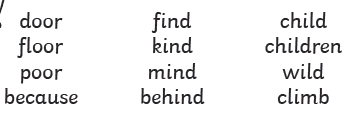 door find child
floor kind children
poor mind wild
because behind climb